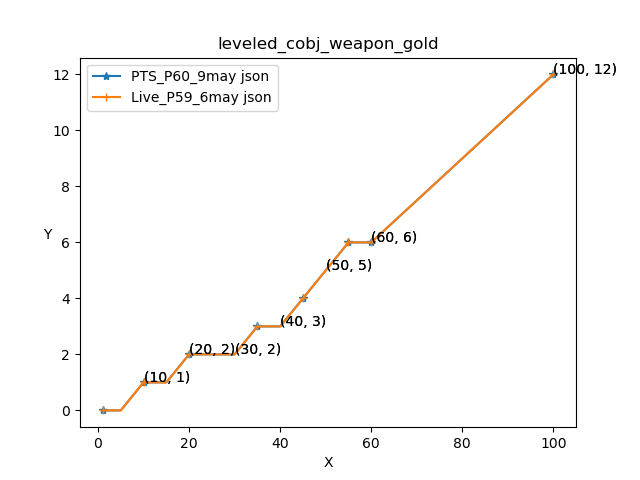 leveled_cobj_weapon_gold
PTS_P60_9may json
Live_P59_6may json
(100, 12)
(60, 6)
(50, 5)
(40, 3)
(20, 2)(30, 2)
(10, 1)
12
10
8
6
4
2
0
Y
0 20 40 60 80 100
X